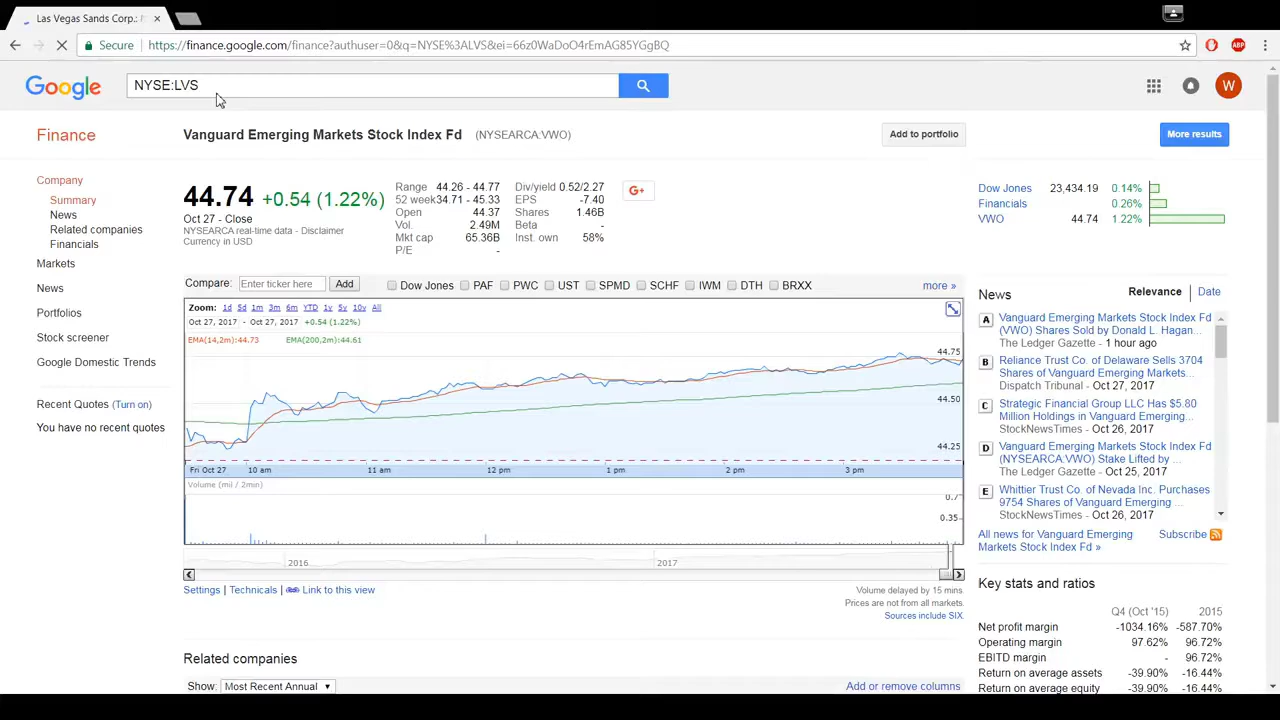 Las Vegas Sands Corp.:
Secure
https://finance.google.com/finance?authuser=0&q=NYSE%3ALVS&ei=66z0WaDoO4rEmAG85YGgBQ
ABP
Google
NYSE:LVS
W
Finance
Vanguard Emerging Markets Stock Index Fd (NYSEARCA:VWO)
Add to portfolio
More results
Company
Summary
News
Related companies
Financials
Markets
News
Portfolios
Stock screener
Google Domestic Trends
Recent Quotes (Turn on)
You have no recent quotes
44.74 +0.54 (1.22%)
Oct 27 - Close
NYSEARCA real-time data - Disclaimer
Currency in USD
Range 44.26 - 44.77
52 week 34.71 - 45.33
Open 44.37
Vol. 2.49M
Mkt cap 65.36B
P/E -
Div/yield 0.52/2.27
EPS -7.40
Shares 1.46B
Beta -
Inst. own 58%
G+
Dow Jones 23,434.19 0.14%
Financials 0.26%
VWO 44.74 1.22%
Compare: Enter ticker here Add Dow Jones PAF PWC UST SPMD SCHF IWM DTH BRXX more »
Zoom: 1d 5d 1m 3m 6m YTD 1y 5y 10y All
Oct 27, 2017 - Oct 27, 2017 +0.54 (1.22%)
EMA(14,2m):44.73 EMA(200,2m):44.61
44.75
44.50
44.25
Fri Oct 27 10 am 11 am 12 pm 1 pm 2 pm 3 pm
Volume (mil / 2min)
0.7
0.35
2016 2017
Settings | Technicals | Link to this view
Volume delayed by 15 mins.
Prices are not from all markets.
Sources include SIX.
Related companies
Show: Most Recent Annual
Add or remove columns
News
Relevance | Date
A Vanguard Emerging Markets Stock Index Fd
(VWO) Shares Sold by Donald L. Hagan...
The Ledger Gazette - 1 hour ago
B Reliance Trust Co. of Delaware Sells 3704
Shares of Vanguard Emerging Markets...
Dispatch Tribunal - Oct 27, 2017
C Strategic Financial Group LLC Has $5.80
Million Holdings in Vanguard Emerging...
StockNewsTimes - Oct 26, 2017
D Vanguard Emerging Markets Stock Index Fd
(NYSEARCA:VWO) Stake Lifted by ...
The Ledger Gazette - Oct 25, 2017
E Whittier Trust Co. of Nevada Inc. Purchases
9754 Shares of Vanguard Emerging ...
StockNewsTimes - Oct 26, 2017
All news for Vanguard Emerging
Markets Stock Index Fd »
Subscribe
Key stats and ratios
Q4 (Oct '15) 2015
Net profit margin -1034.16% -587.70%
Operating margin 97.62% 96.72%
EBITD margin - 96.72%
Return on average assets -39.90% -16.44%
Return on average equity -39.90% -16.44%